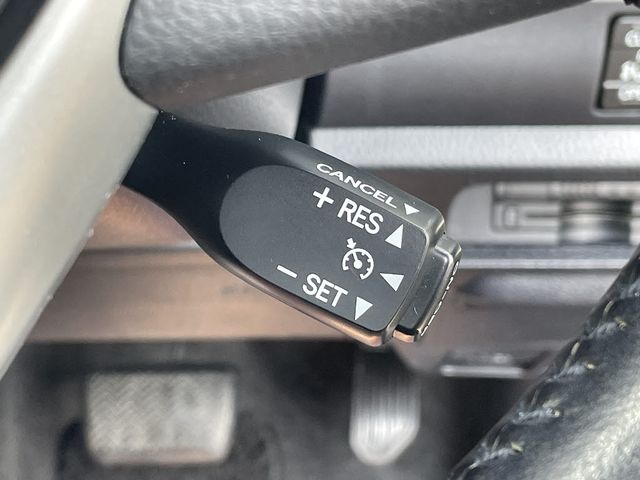 CANCEL ▼
+ RES ▲
− SET ▼